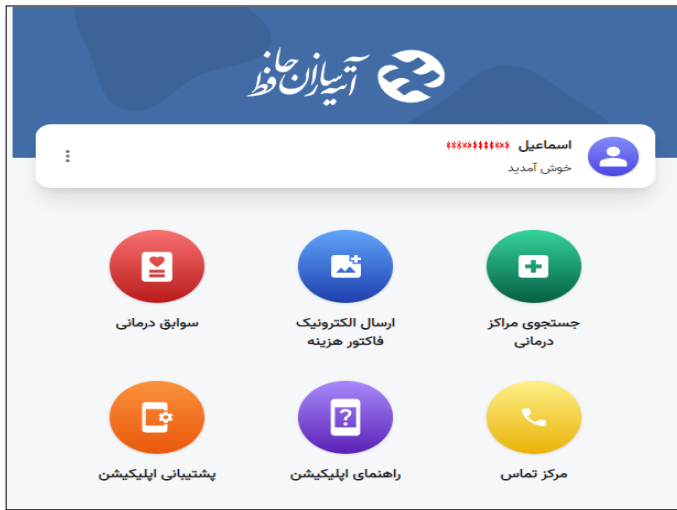 آتیه‌سازان حافظ
اسماعیل **********
خوش آمدید
جستجوی مراکز درمانی
ارسال الکترونیک فاکتور هزینه
سوابق درمانی
مرکز تماس
راهنمای اپلیکیشن
پشتیبانی اپلیکیشن